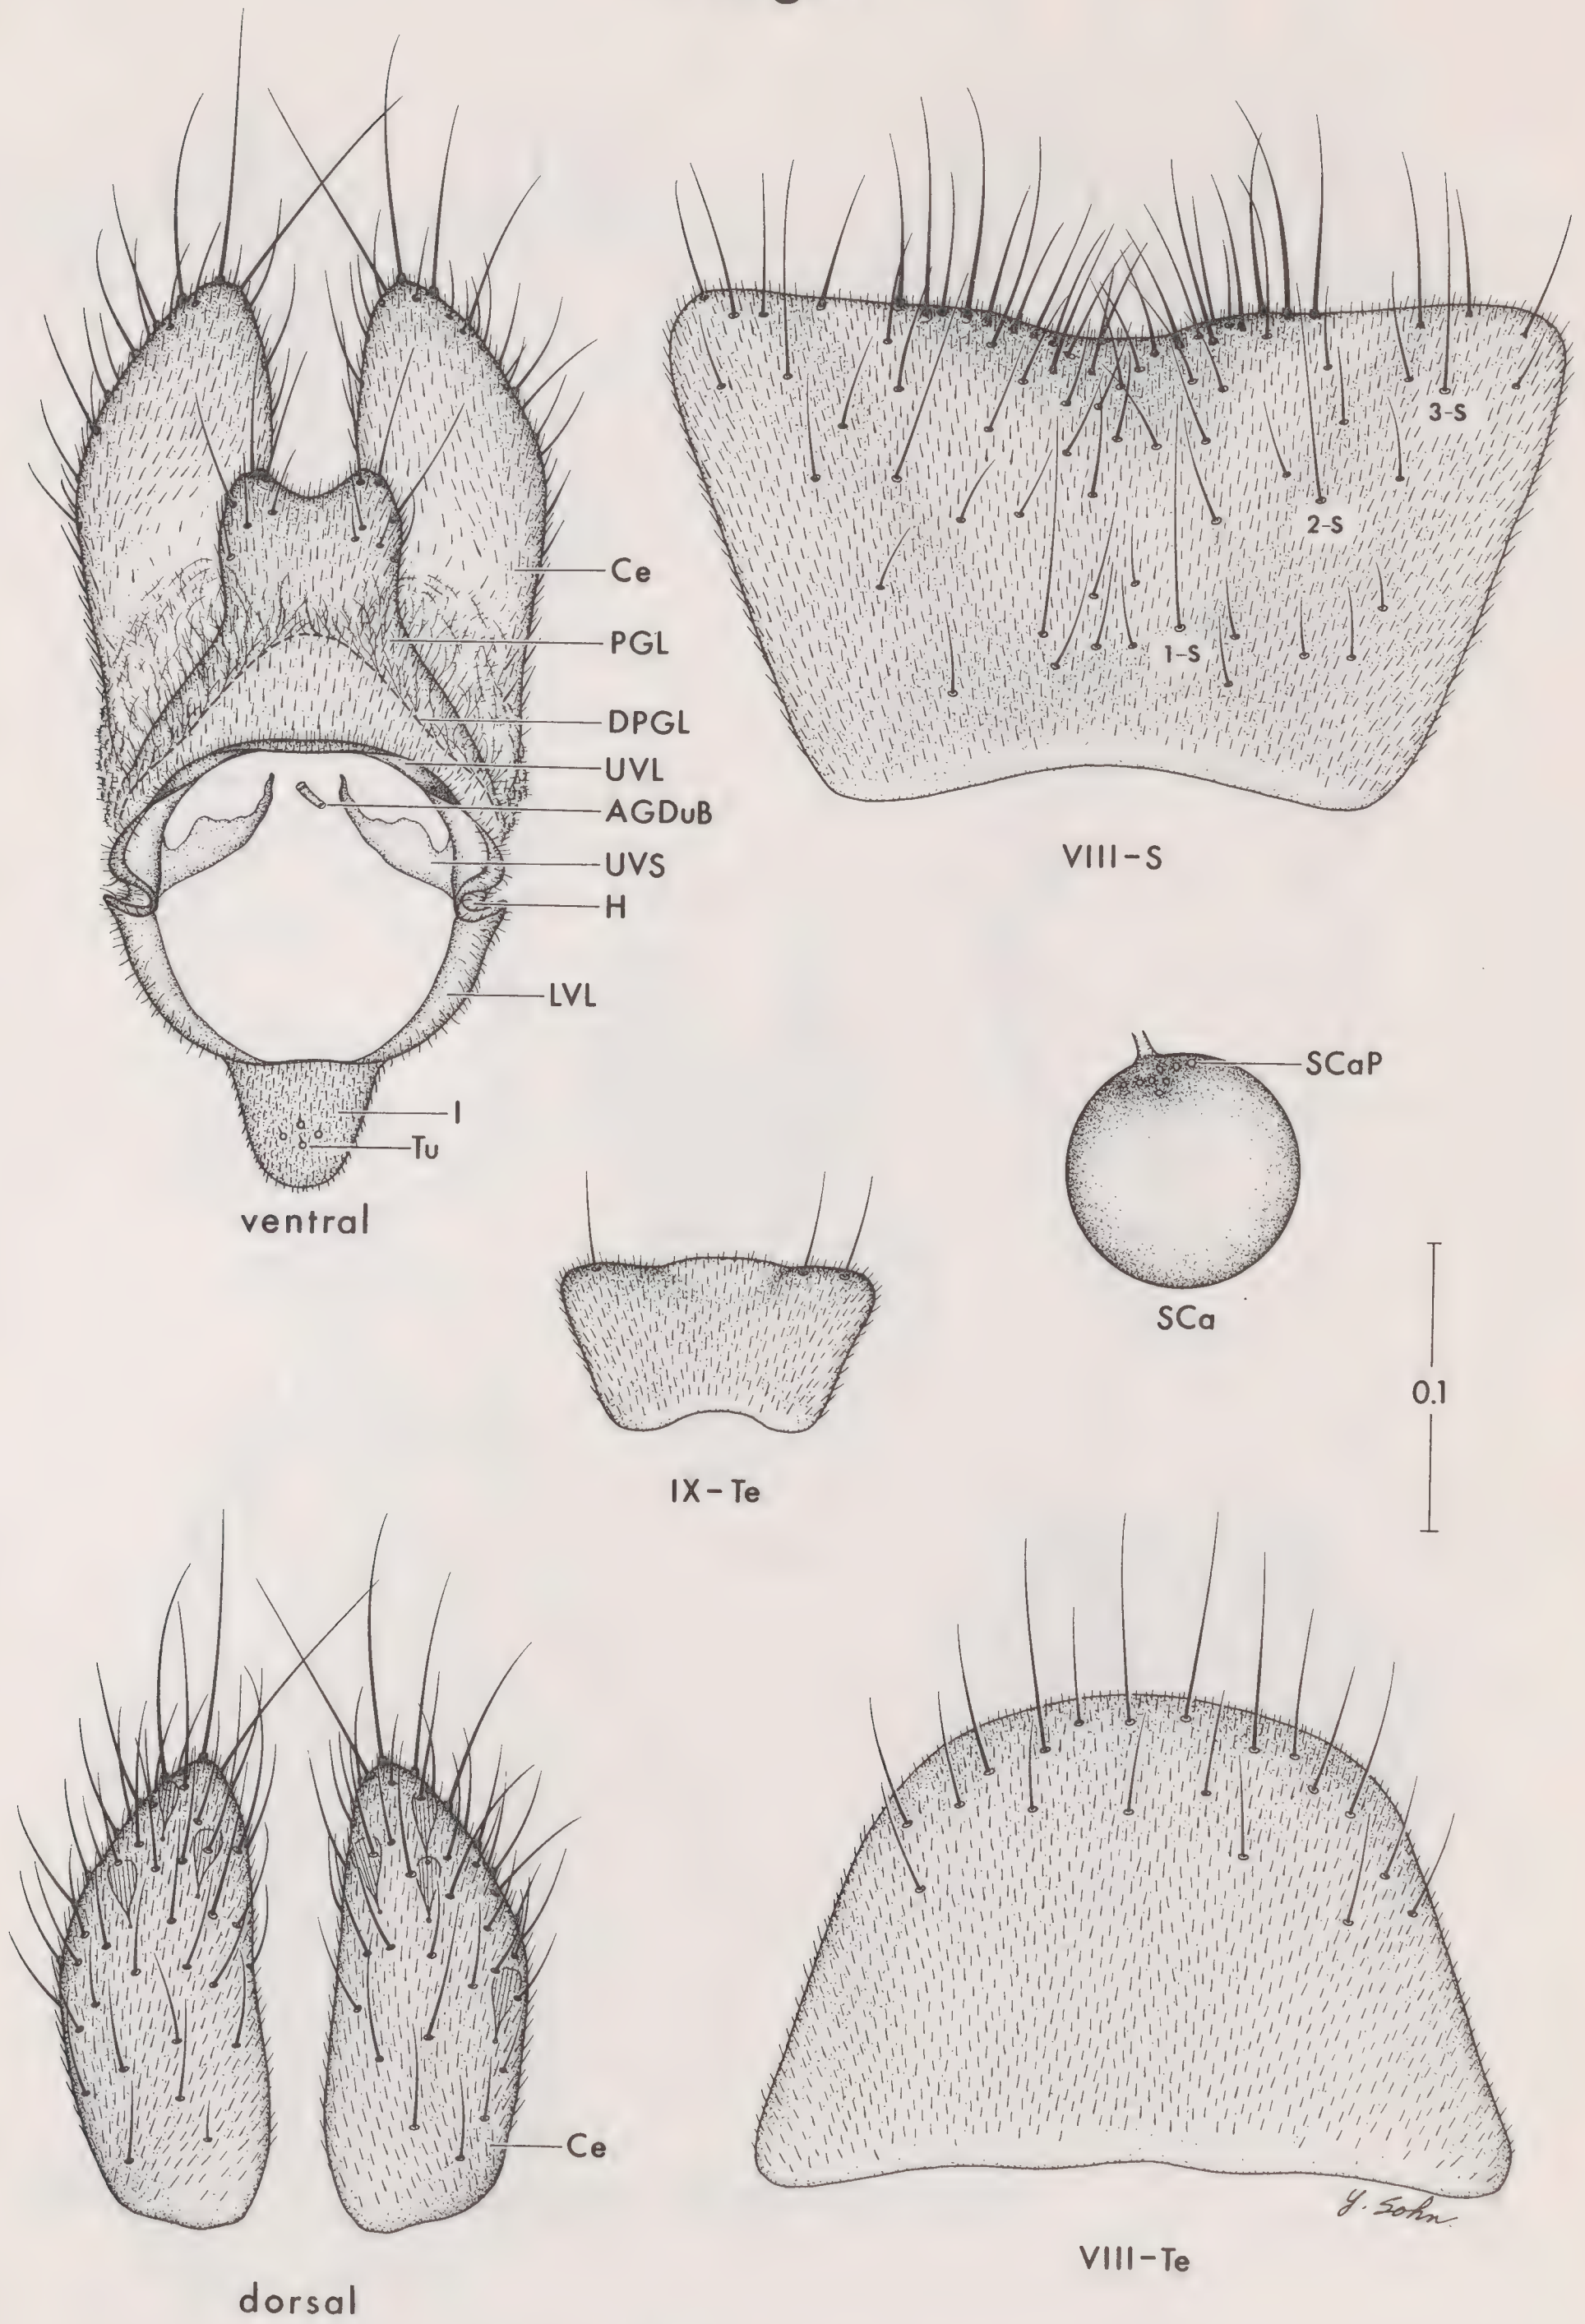 Ce
PGL
DPGL
UVL
AGDuB
UVS
H
LVL
I
Tu
ventral
3-S
2-S
1-S
VIII-S
SCaP
SCa
0.1
IX-Te
Ce
dorsal
Y. Sohn
VIII-Te